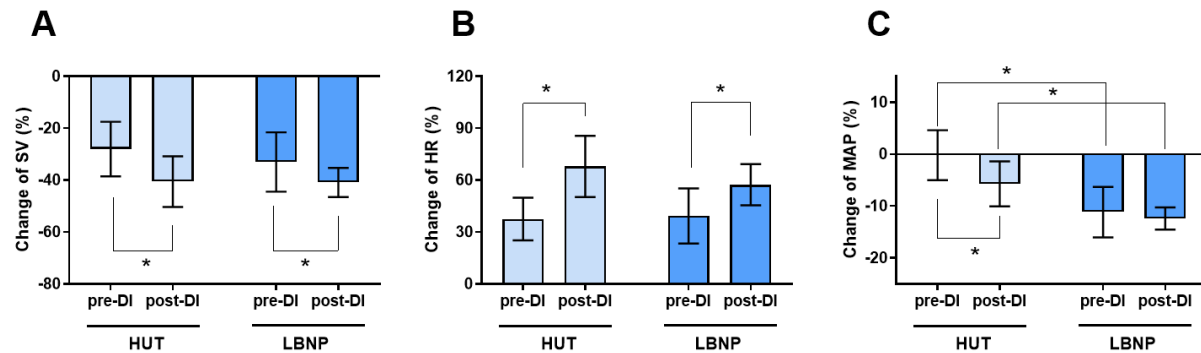 A
Change of SV (%)
0
-20
-40
-60
-80
*
*
pre-DI post-DI pre-DI post-DI
HUT LBNP
B
Change of HR (%)
120
90
60
30
0
*
*
pre-DI post-DI pre-DI post-DI
HUT LBNP
C
Change of MAP (%)
10
0
-10
-20
*
*
*
pre-DI post-DI pre-DI post-DI
HUT LBNP